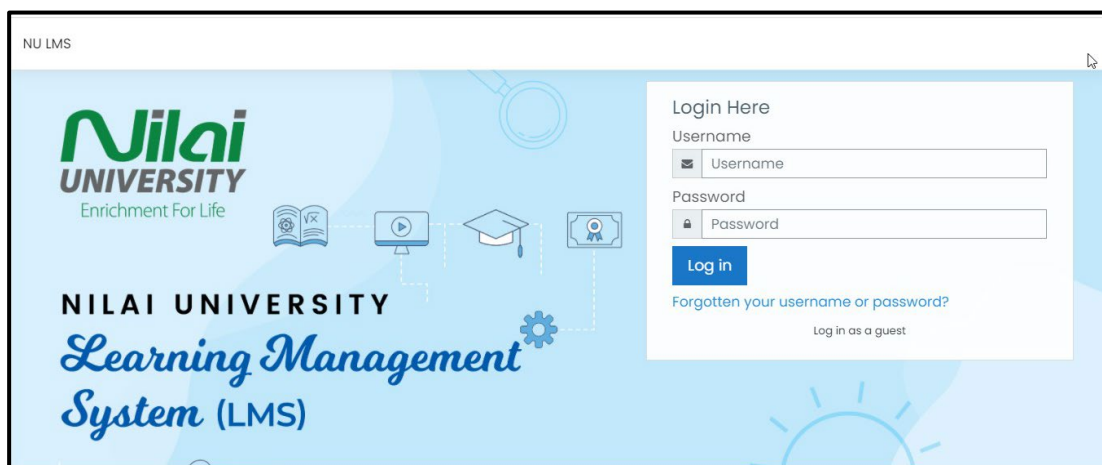 NU LMS
Nilai
UNIVERSITY
Enrichment For Life
√x
NILAI UNIVERSITY
Learning Management
System (LMS)
Login Here
Username
Username
Password
Password
Log in
Forgotten your username or password?
Log in as a guest